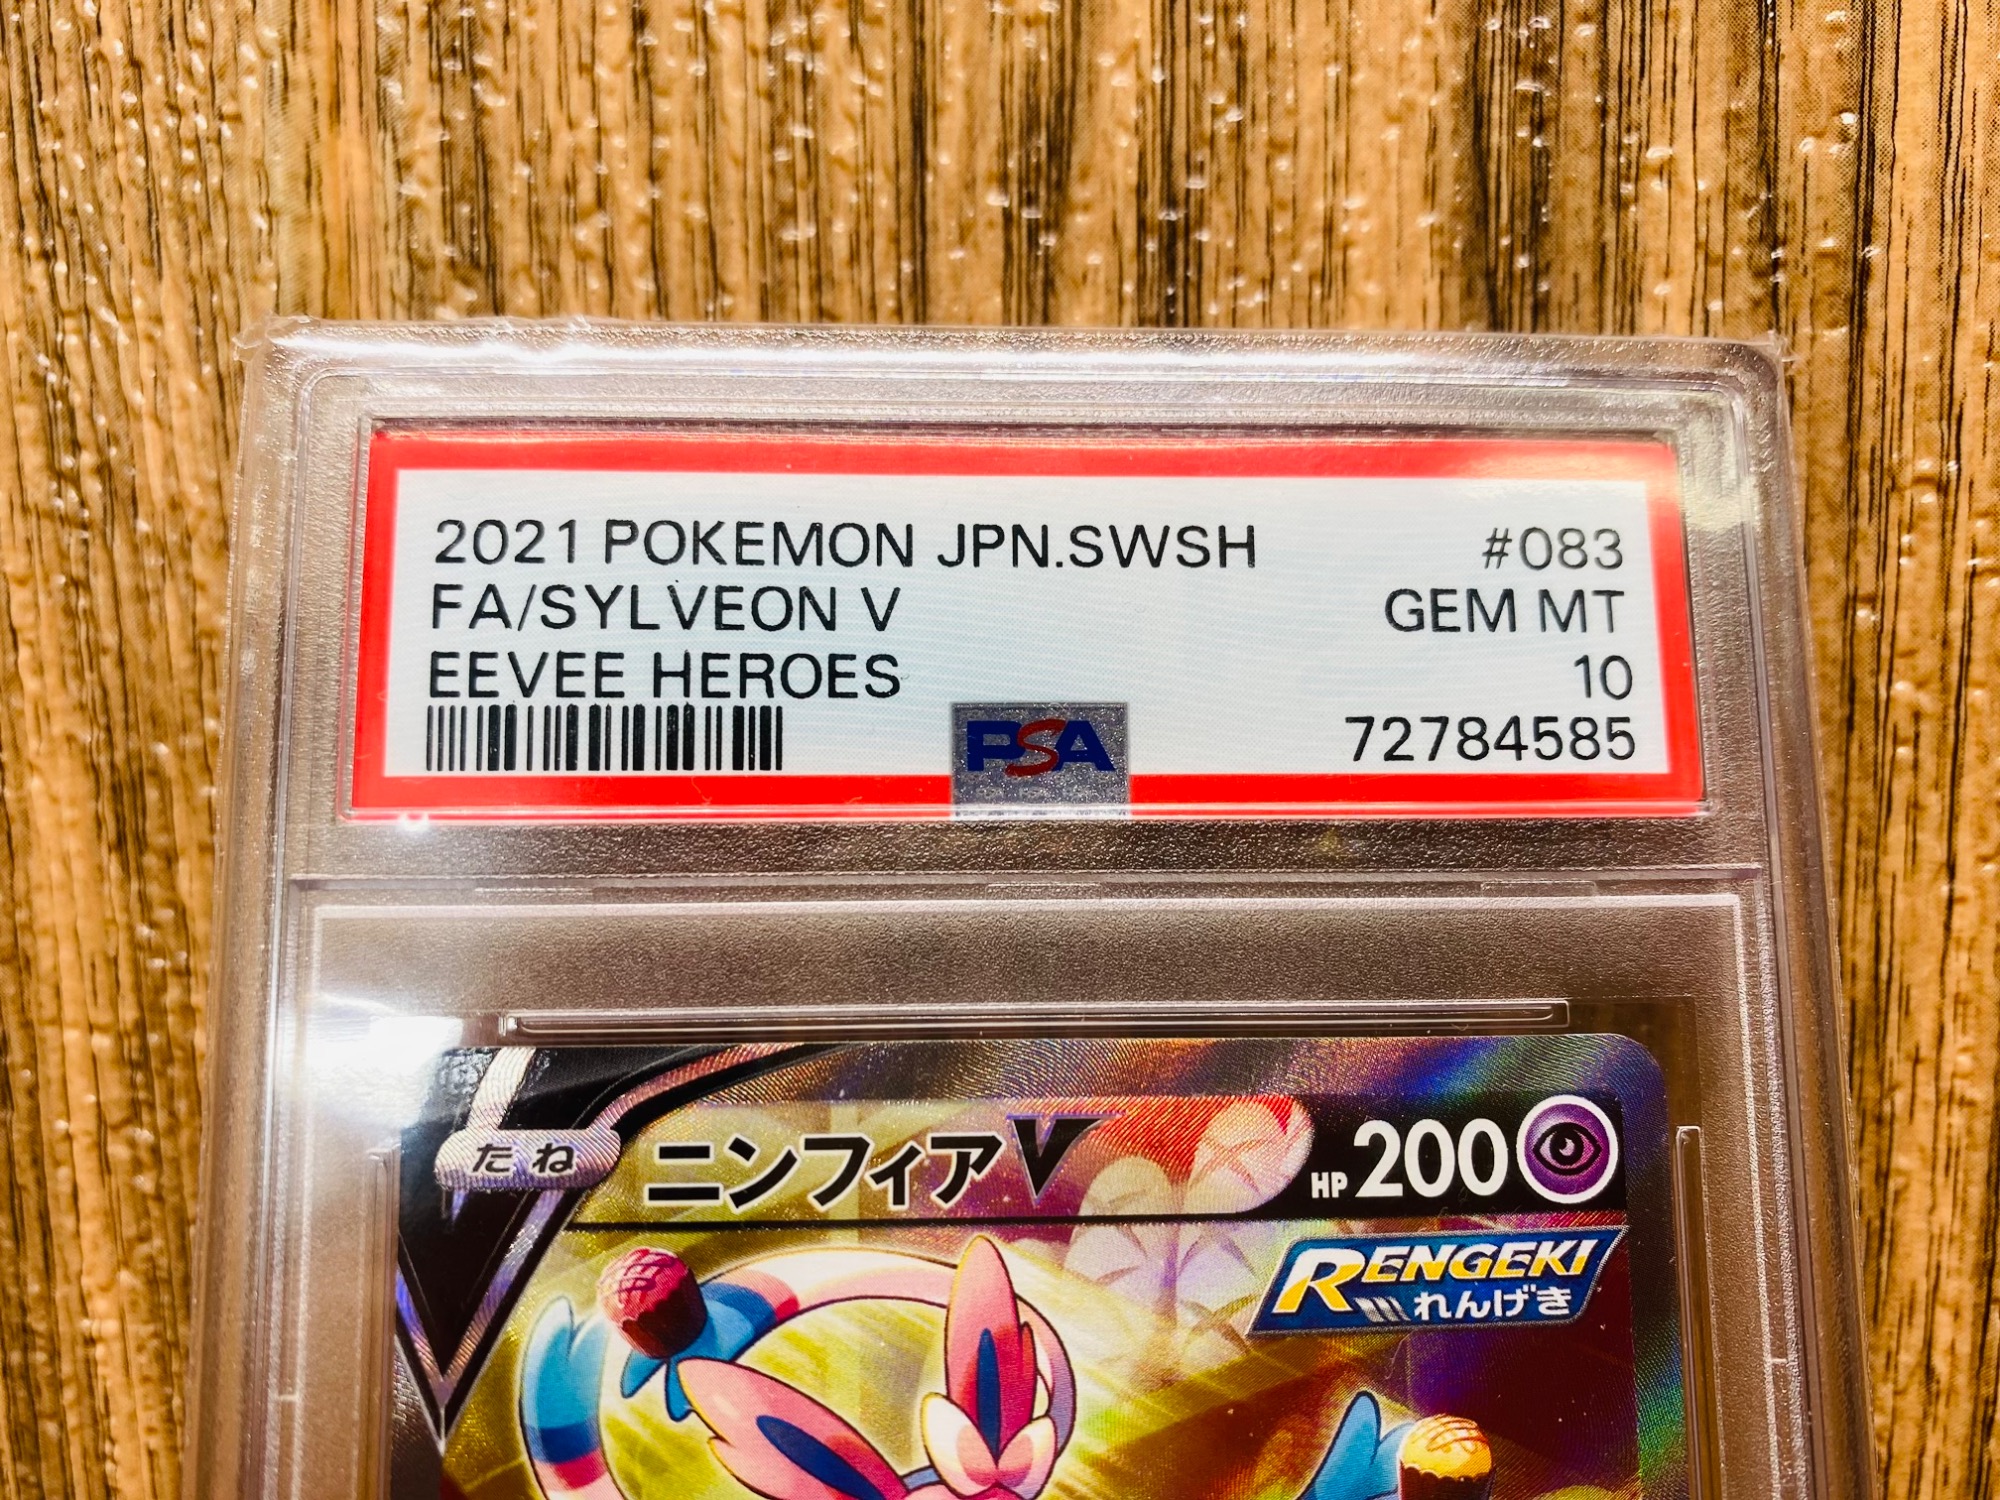 2021 POKEMON JPN.SWSH #083
FA/SYLVEON V GEM MT
EEVEE HEROES 10
PSA 72784585
たね ニンフィアV HP 200
RENGEKI
れんげき